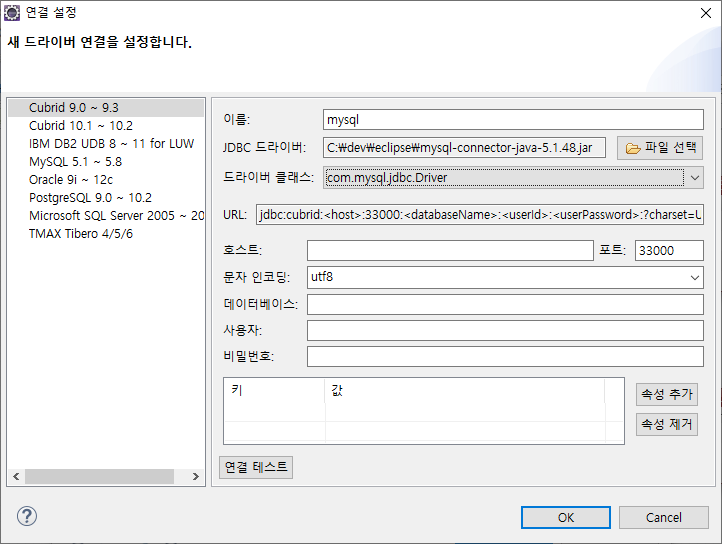 연결 설정
새 드라이버 연결을 설정합니다.
Cubrid 9.0 ~ 9.3
Cubrid 10.1 ~ 10.2
IBM DB2 UDB 8 ~ 11 for LUW
MySQL 5.1 ~ 5.8
Oracle 9i ~ 12c
PostgreSQL 9.0 ~ 10.2
Microsoft SQL Server 2005 ~ 20
TMAX Tibero 4/5/6
이름: mysql
JDBC 드라이버: C:₩dev₩eclipse₩mysql-connector-java-5.1.48.jar 파일 선택
드라이버 클래스: com.mysql.jdbc.Driver
URL: jdbc:cubrid:<host>:33000:<databaseName>:<userId>:<userPassword>:?charset=U
호스트: 포트: 33000
문자 인코딩: utf8
데이터베이스:
사용자:
비밀번호:
키 값 속성 추가
속성 제거
연결 테스트
? OK Cancel